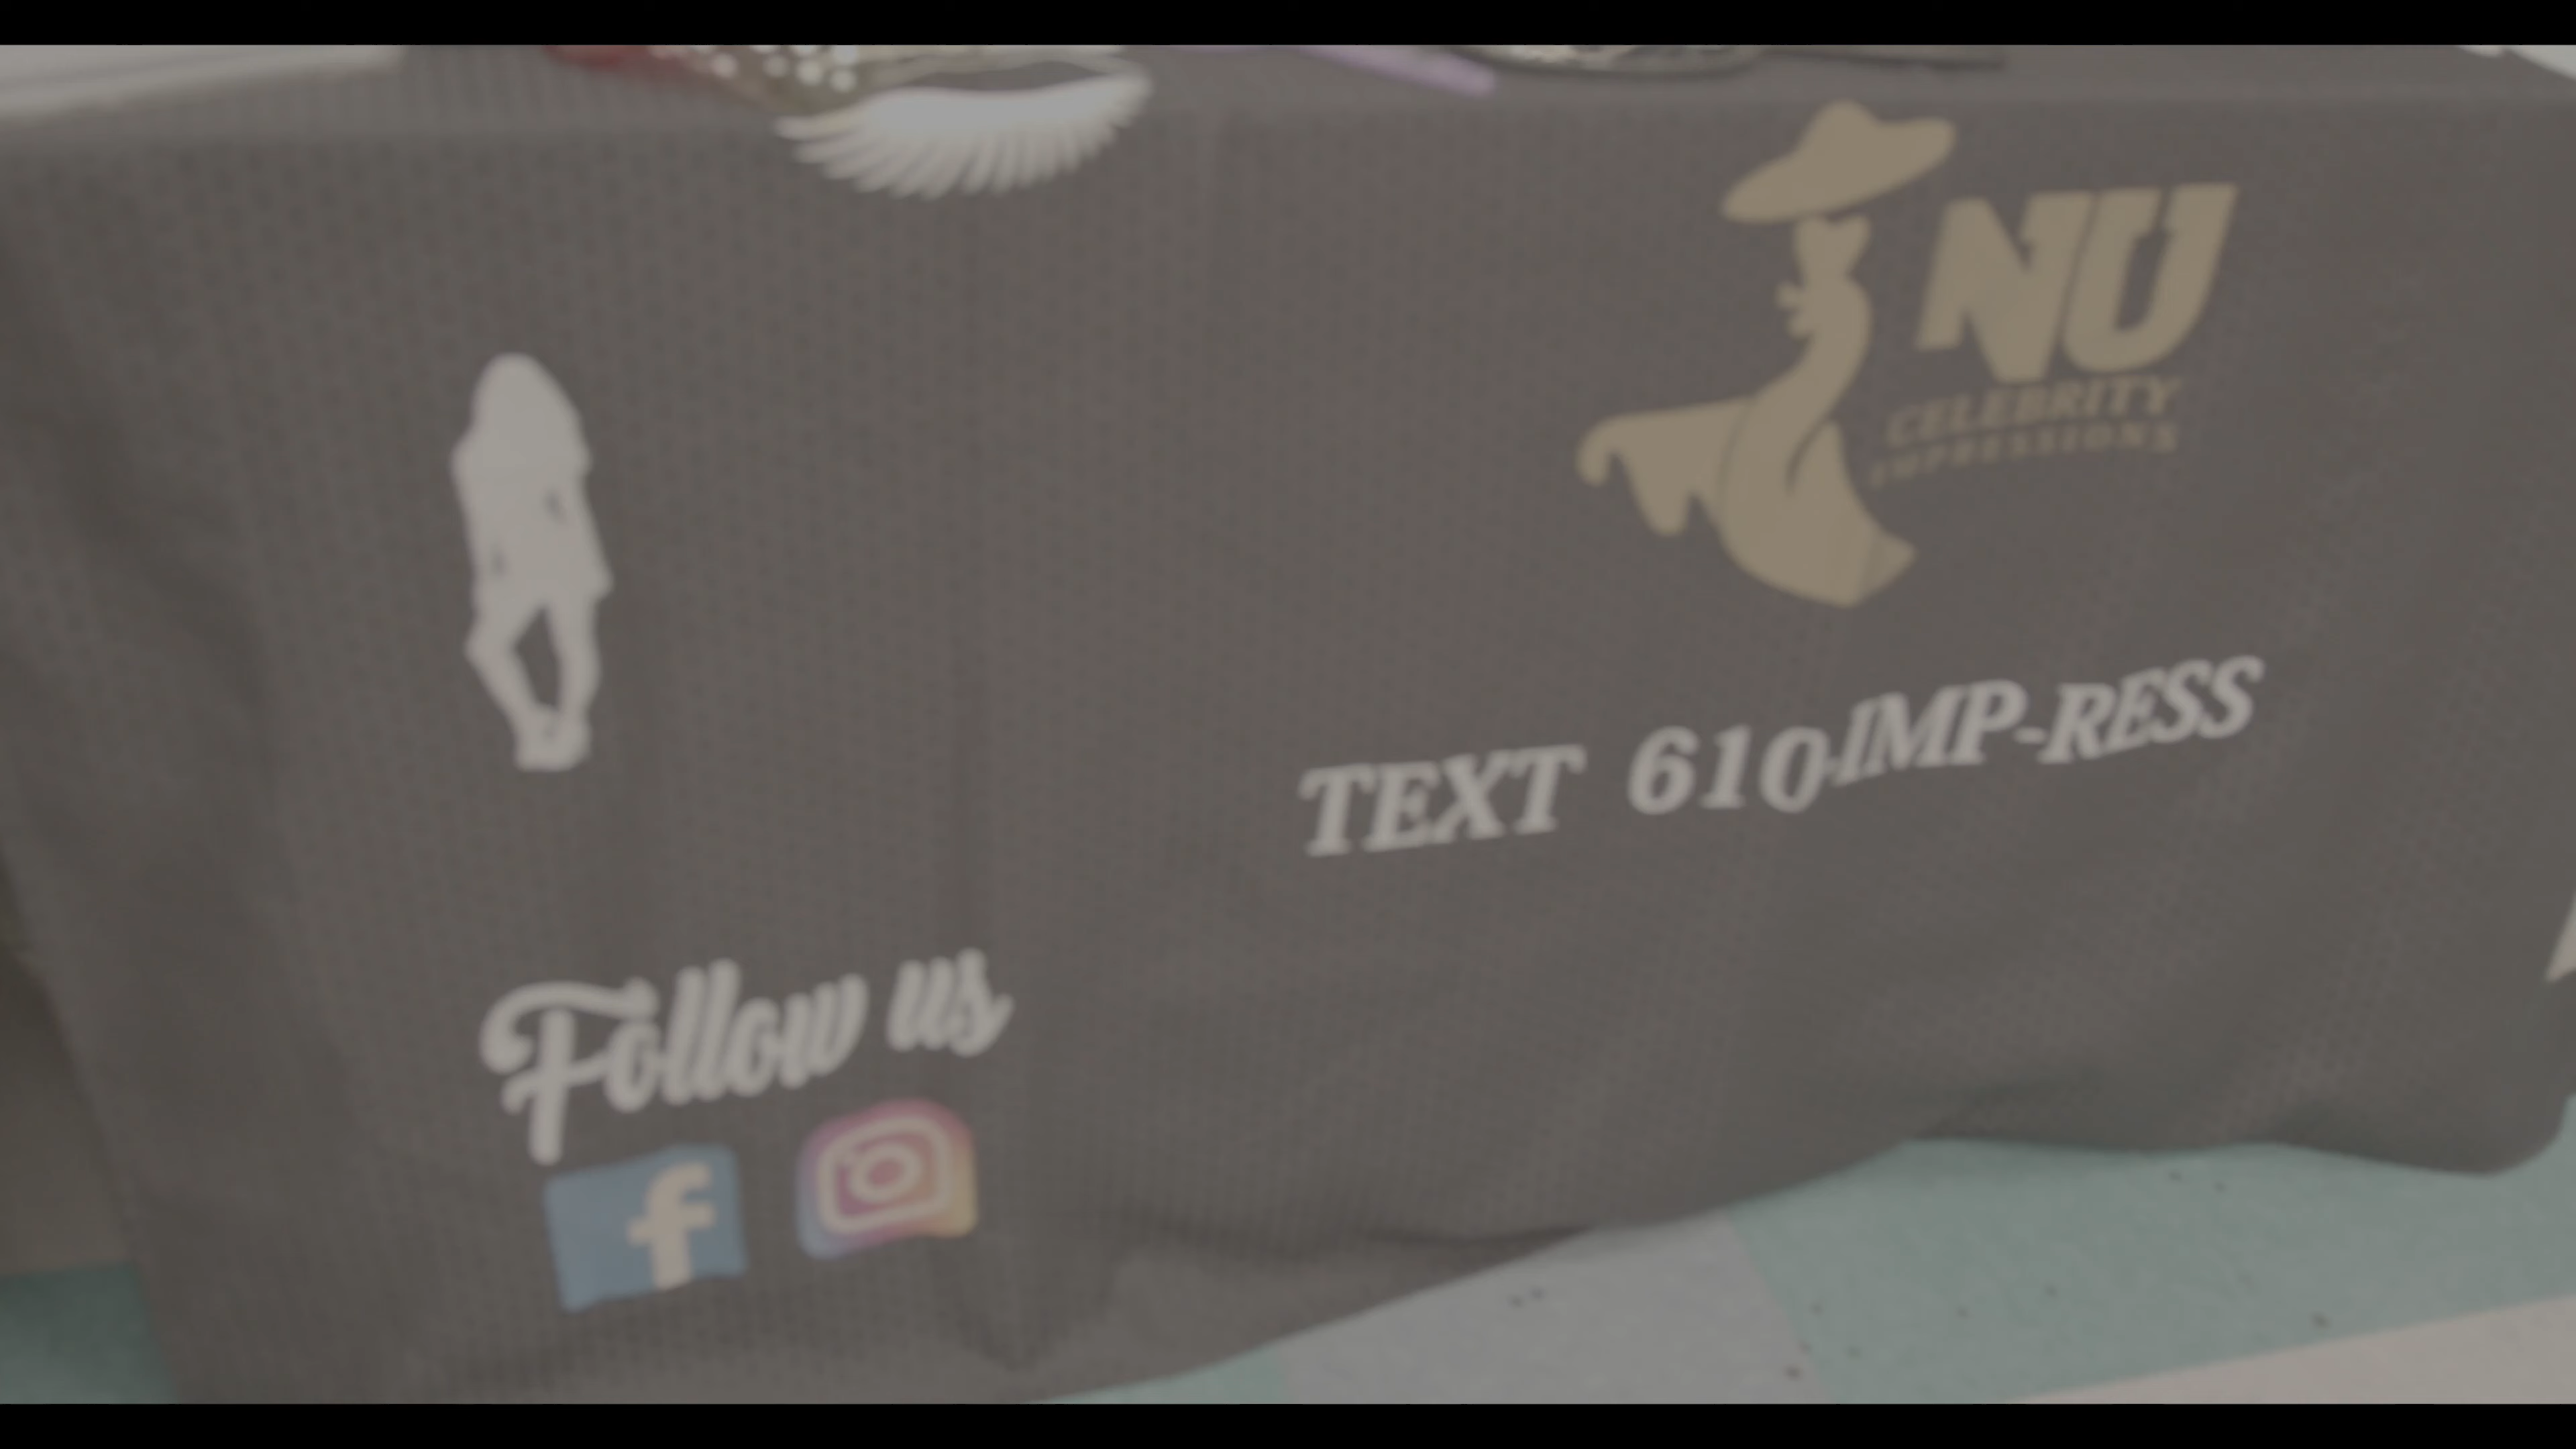 NU
CELEBRITY
IMPRESSIONS
TEXT 610-IMP-RESS
Follow us